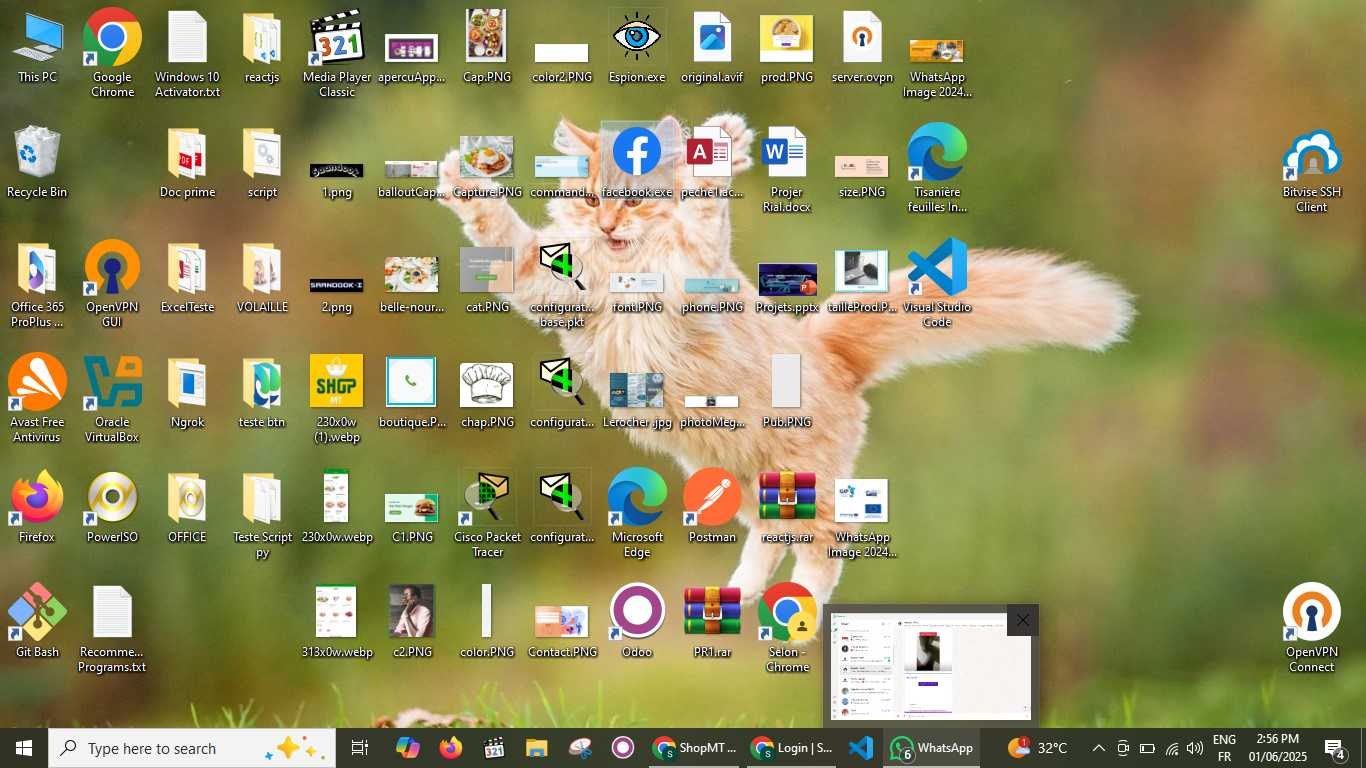 This PC
Google
Chrome
Windows 10
Activator.txt
reactjs
Media Player
Classic
apercuApp...
Cap.PNG
color2.PNG
Espion.exe
original.avif
prod.PNG
server.ovpn
WhatsApp
Image 2024...
Recycle Bin
Doc prime
script
1.png
balloutCap...
Capture.PNG
command...
facebook.exe
Projer
Rial.docx
size.PNG
Tisanière
feuilles In...
Bitvise SSH
Client
Office 365
ProPlus ...
OpenVPN
GUI
ExcelTeste
VOLAILLE
SAANDOOK-I
2.png
belle-nour...
cat.PNG
configurat...
base.pkt
font.PNG
phone.PNG
Projets.pptx
tailleProd.P...
Visual Studio
Code
Avast Free
Antivirus
Oracle
VirtualBox
Ngrok
teste btn
SHOP
MT
230x0w
(1).webp
boutique.P...
chap.PNG
configurat...
Lerocher .jpg
photoMeg...
Pub.PNG
Firefox
PowerISO
OFFICE
Teste Script
py
230x0w.webp
C1.PNG
Cisco Packet
Tracer
configurat...
Microsoft
Edge
Postman
reactjs.rar
WhatsApp
Image 2024...
Git Bash
Recomme...
Programs.txt
313x0w.webp
c2.PNG
color.PNG
Contact.PNG
Odoo
PR1.rar
Selon -
Chrome
OpenVPN
Connect
Type here to search
ShopMT ...
Login | S...
6
WhatsApp
1
32°C
ENG
FR
2:56 PM
01/06/2025
4